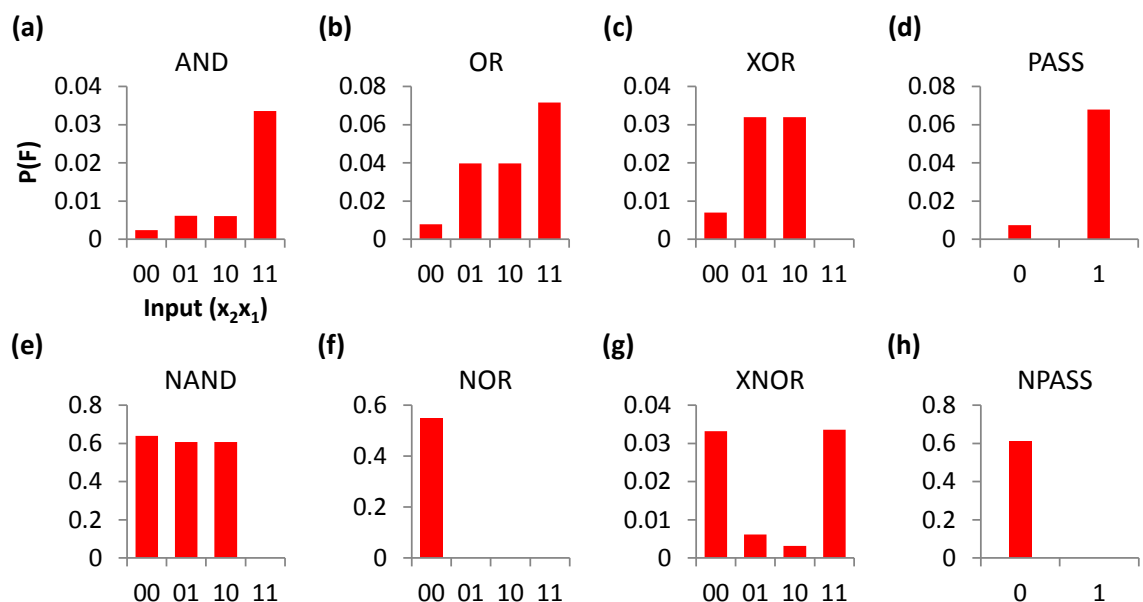 (a) (b) (c) (d)
AND OR XOR PASS
0.04 0.08 0.04 0.08
0.03 0.06 0.03 0.06
0.02 0.04 0.02 0.04
0.01 0.02 0.01 0.02
0 0 0 0
P(F)
00 01 10 11 00 01 10 11 00 01 10 11 0 1
Input (x₂x₁)
(e) (f) (g) (h)
NAND NOR XNOR NPASS
0.8 0.6 0.04 0.8
0.6 0.4 0.03 0.6
0.4 0.2 0.02 0.4
0.2 0 0.01 0.2
0 0 0
00 01 10 11 00 01 10 11 00 01 10 11 0 1